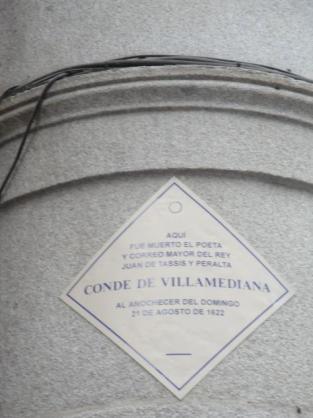 AQUÍ
FUE MUERTO EL POETA
Y CORREO MAYOR DEL REY
JUAN DE TASSIS Y PERALTA
CONDE DE VILLAMEDIANA
AL ANOCHECER DEL DOMINGO
21 DE AGOSTO DE 1622